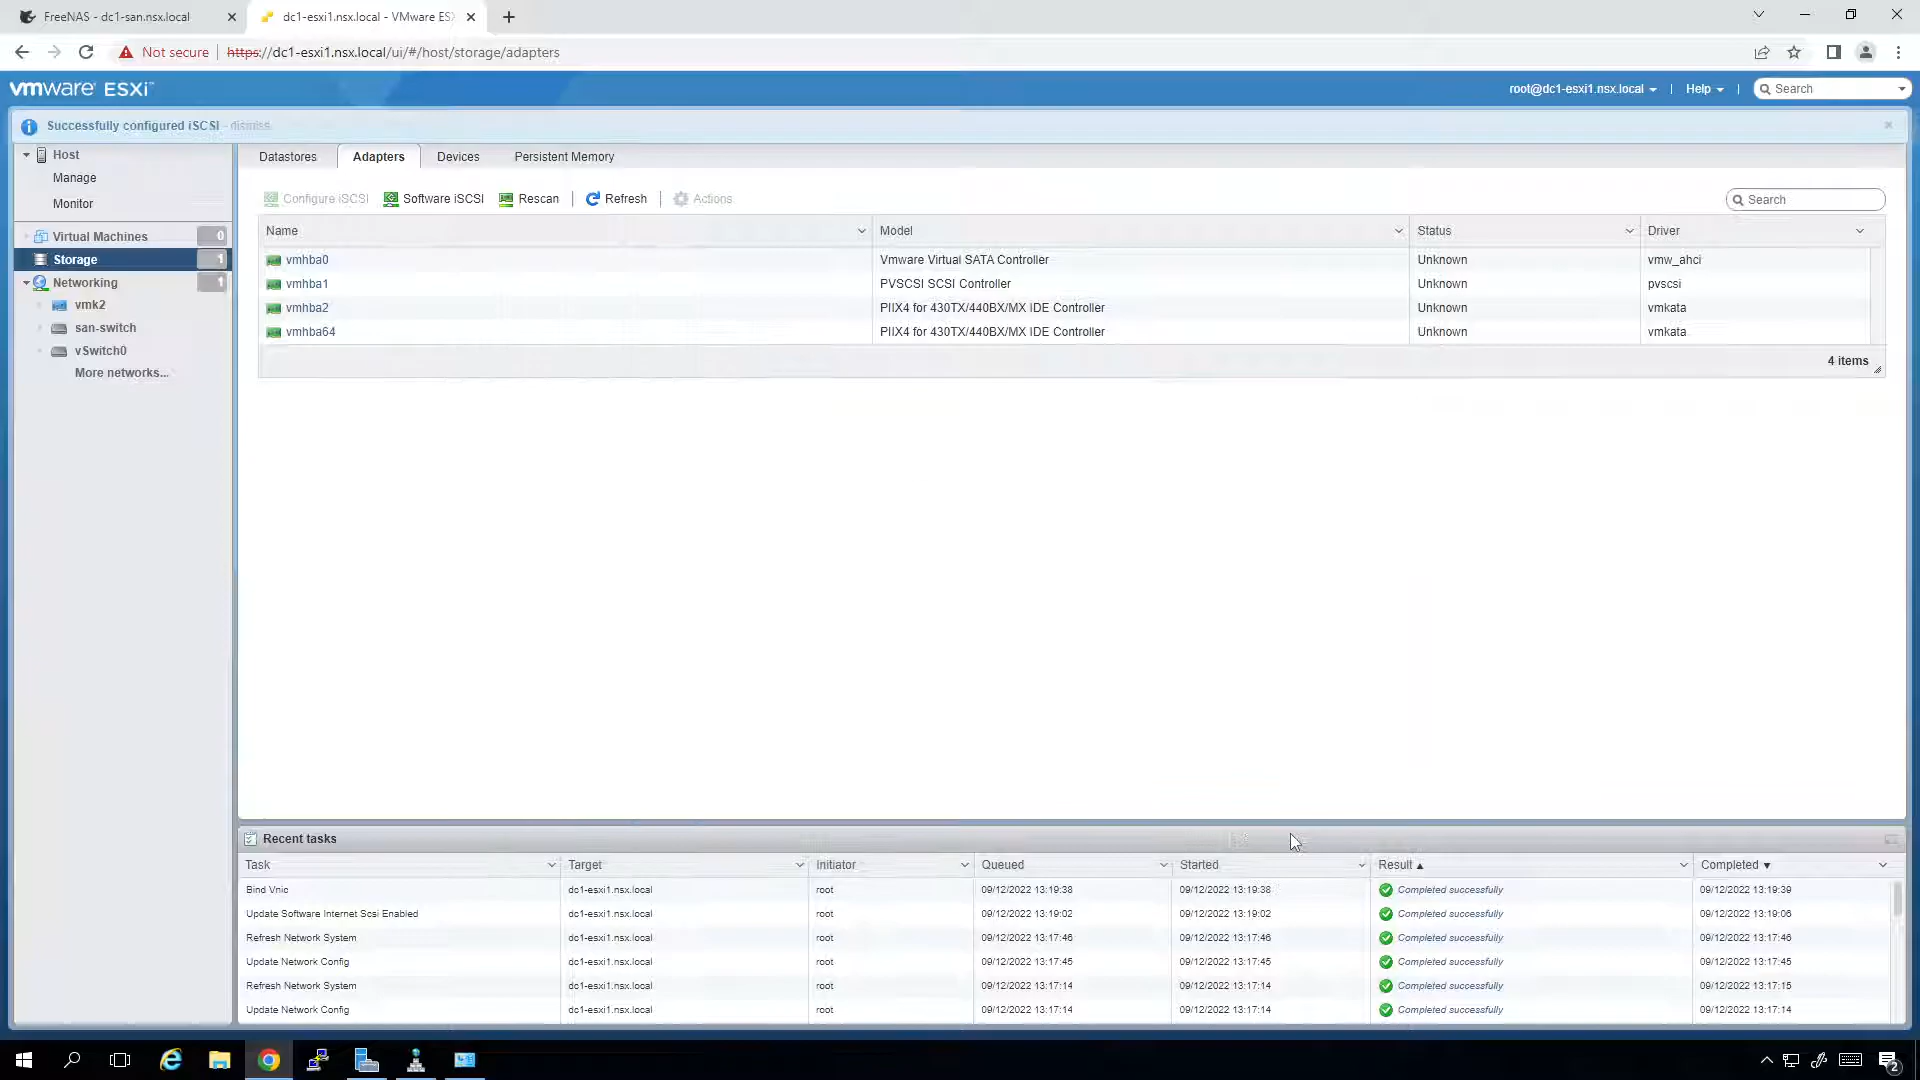 FreeNAS - dc1-san.nsx.local
dc1-esxi1.nsx.local - VMware ES
Not secure
https://dc1-esxi1.nsx.local/ui/#/host/storage/adapters
vmware ESXi
root@dc1-esxi1.nsx.local
Help
Search
Successfully configured iSCSI - dismiss
Host
Manage
Monitor
Virtual Machines 0
Storage 1
Networking 1
vmk2
san-switch
vSwitch0
More networks...
Datastores
Adapters
Devices
Persistent Memory
Configure iSCSI
Software iSCSI
Rescan
Refresh
Actions
Search
Name Model Status Driver
vmhba0 Vmware Virtual SATA Controller Unknown vmw_ahci
vmhba1 PVSCSI SCSI Controller Unknown pvscsi
vmhba2 PIIX4 for 430TX/440BX/MX IDE Controller Unknown vmkata
vmhba64 PIIX4 for 430TX/440BX/MX IDE Controller Unknown vmkata
4 items
Recent tasks
Task Target Initiator Queued Started Result Completed
Bind Vnic dc1-esxi1.nsx.local root 09/12/2022 13:19:38 09/12/2022 13:19:38 Completed successfully 09/12/2022 13:19:39
Update Software Internet Scsi Enabled dc1-esxi1.nsx.local root 09/12/2022 13:19:02 09/12/2022 13:19:02 Completed successfully 09/12/2022 13:19:06
Refresh Network System dc1-esxi1.nsx.local root 09/12/2022 13:17:46 09/12/2022 13:17:46 Completed successfully 09/12/2022 13:17:46
Update Network Config dc1-esxi1.nsx.local root 09/12/2022 13:17:45 09/12/2022 13:17:45 Completed successfully 09/12/2022 13:17:45
Refresh Network System dc1-esxi1.nsx.local root 09/12/2022 13:17:14 09/12/2022 13:17:14 Completed successfully 09/12/2022 13:17:15
Update Network Config dc1-esxi1.nsx.local root 09/12/2022 13:17:14 09/12/2022 13:17:14 Completed successfully 09/12/2022 13:17:14
2